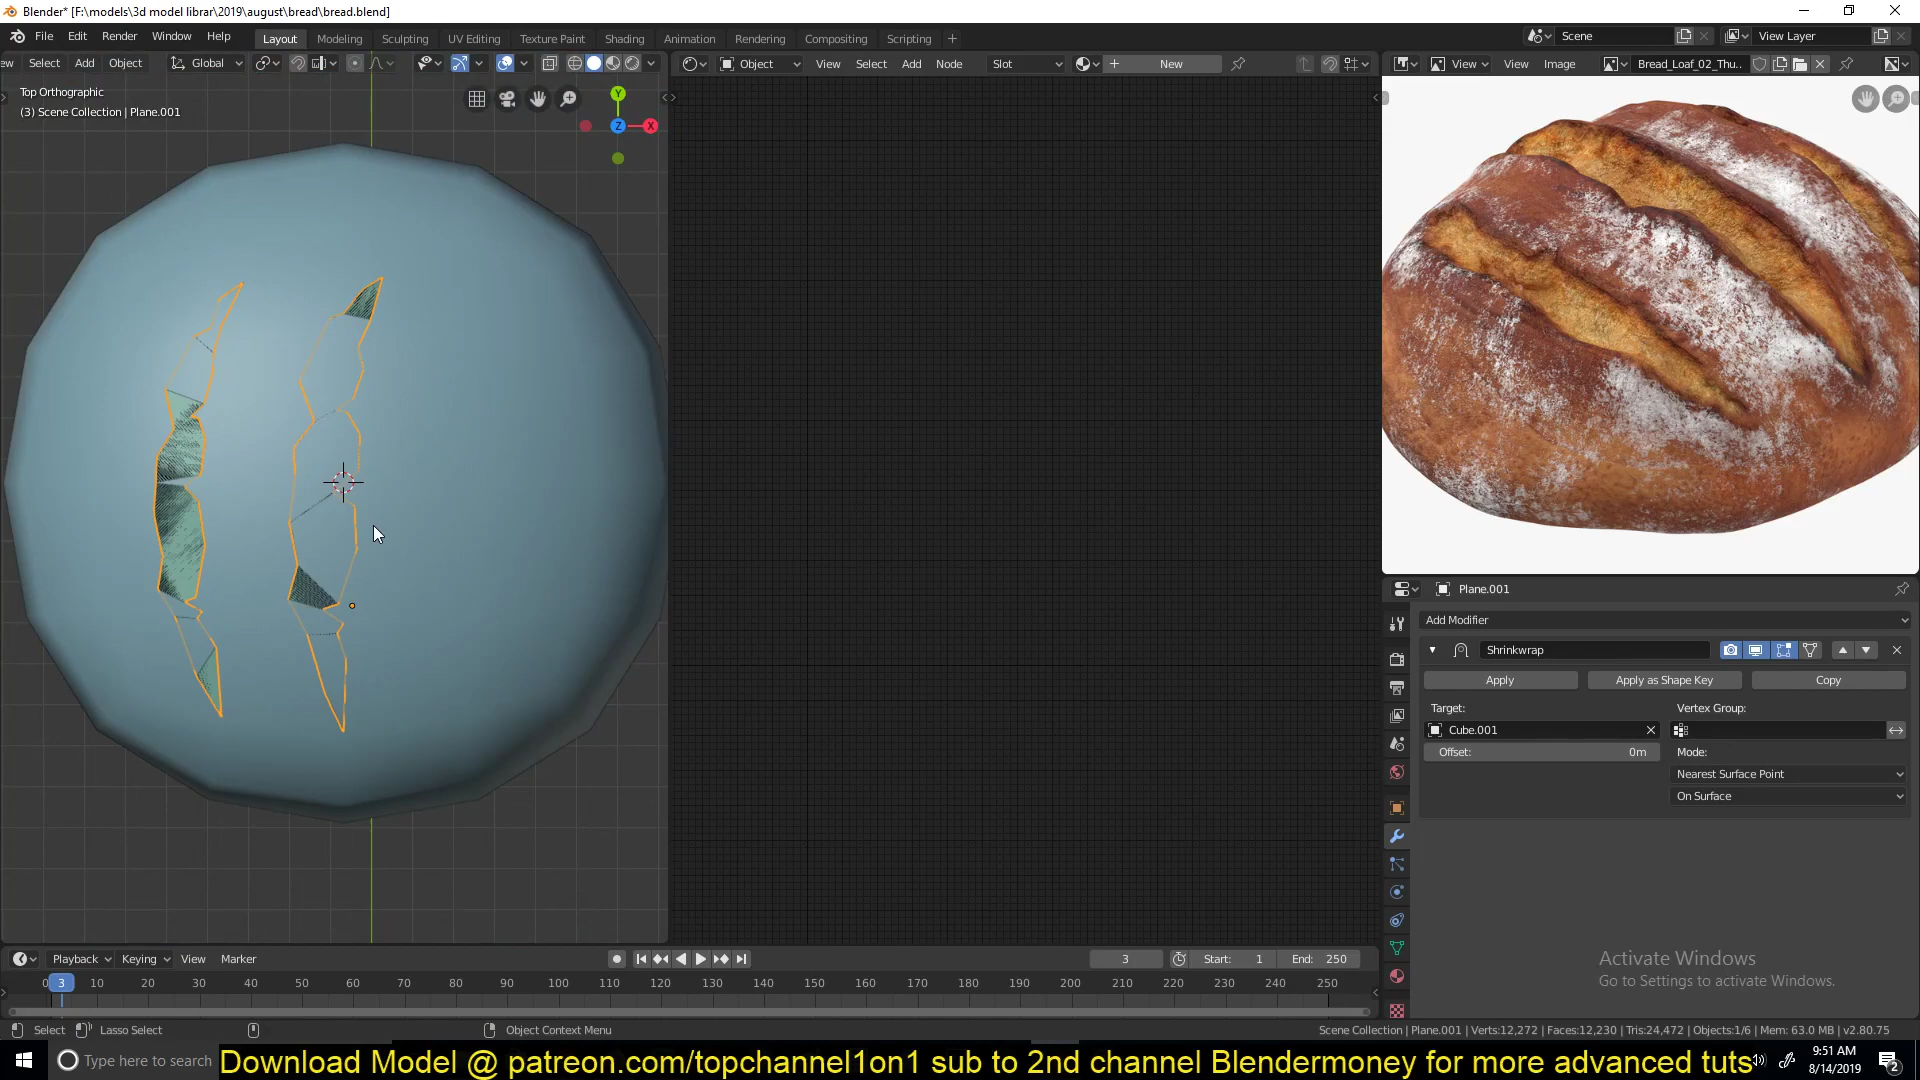 Blender* [F:\models\3d model librar\2019\august\bread\bread.blend]
File Edit Render Window Help Layout Modeling Sculpting UV Editing Texture Paint Shading Animation Rendering Compositing Scripting + Scene View Layer
ew Select Add Object Global
Object View Select Add Node Slot New
View View Image Bread_Loaf_02_Thu..
Top Orthographic
(3) Scene Collection | Plane.001
Y
Z X
Plane.001
Add Modifier
Shrinkwrap
Apply Apply as Shape Key Copy
Target: Vertex Group:
Cube.001
Offset: 0m Mode:
Nearest Surface Point
On Surface
Activate Windows
Go to Settings to activate Windows.
Playback Keying View Marker 3 Start: 1 End: 250
0 3 10 20 30 40 50 60 70 80 90 100 110 120 130 140 150 160 170 180 190 200 210 220 230 240 250
Select Lasso Select Object Context Menu Scene Collection | Plane.001 | Verts:12,272 | Faces:12,230 | Tris:24,472 | Objects:1/6 | Mem: 63.0 MB | v2.80.75
Type here to search
Download Model @ patreon.com/topchannel1on1 sub to 2nd channel Blendermoney for more advanced tuts
9:51 AM
8/14/2019
2